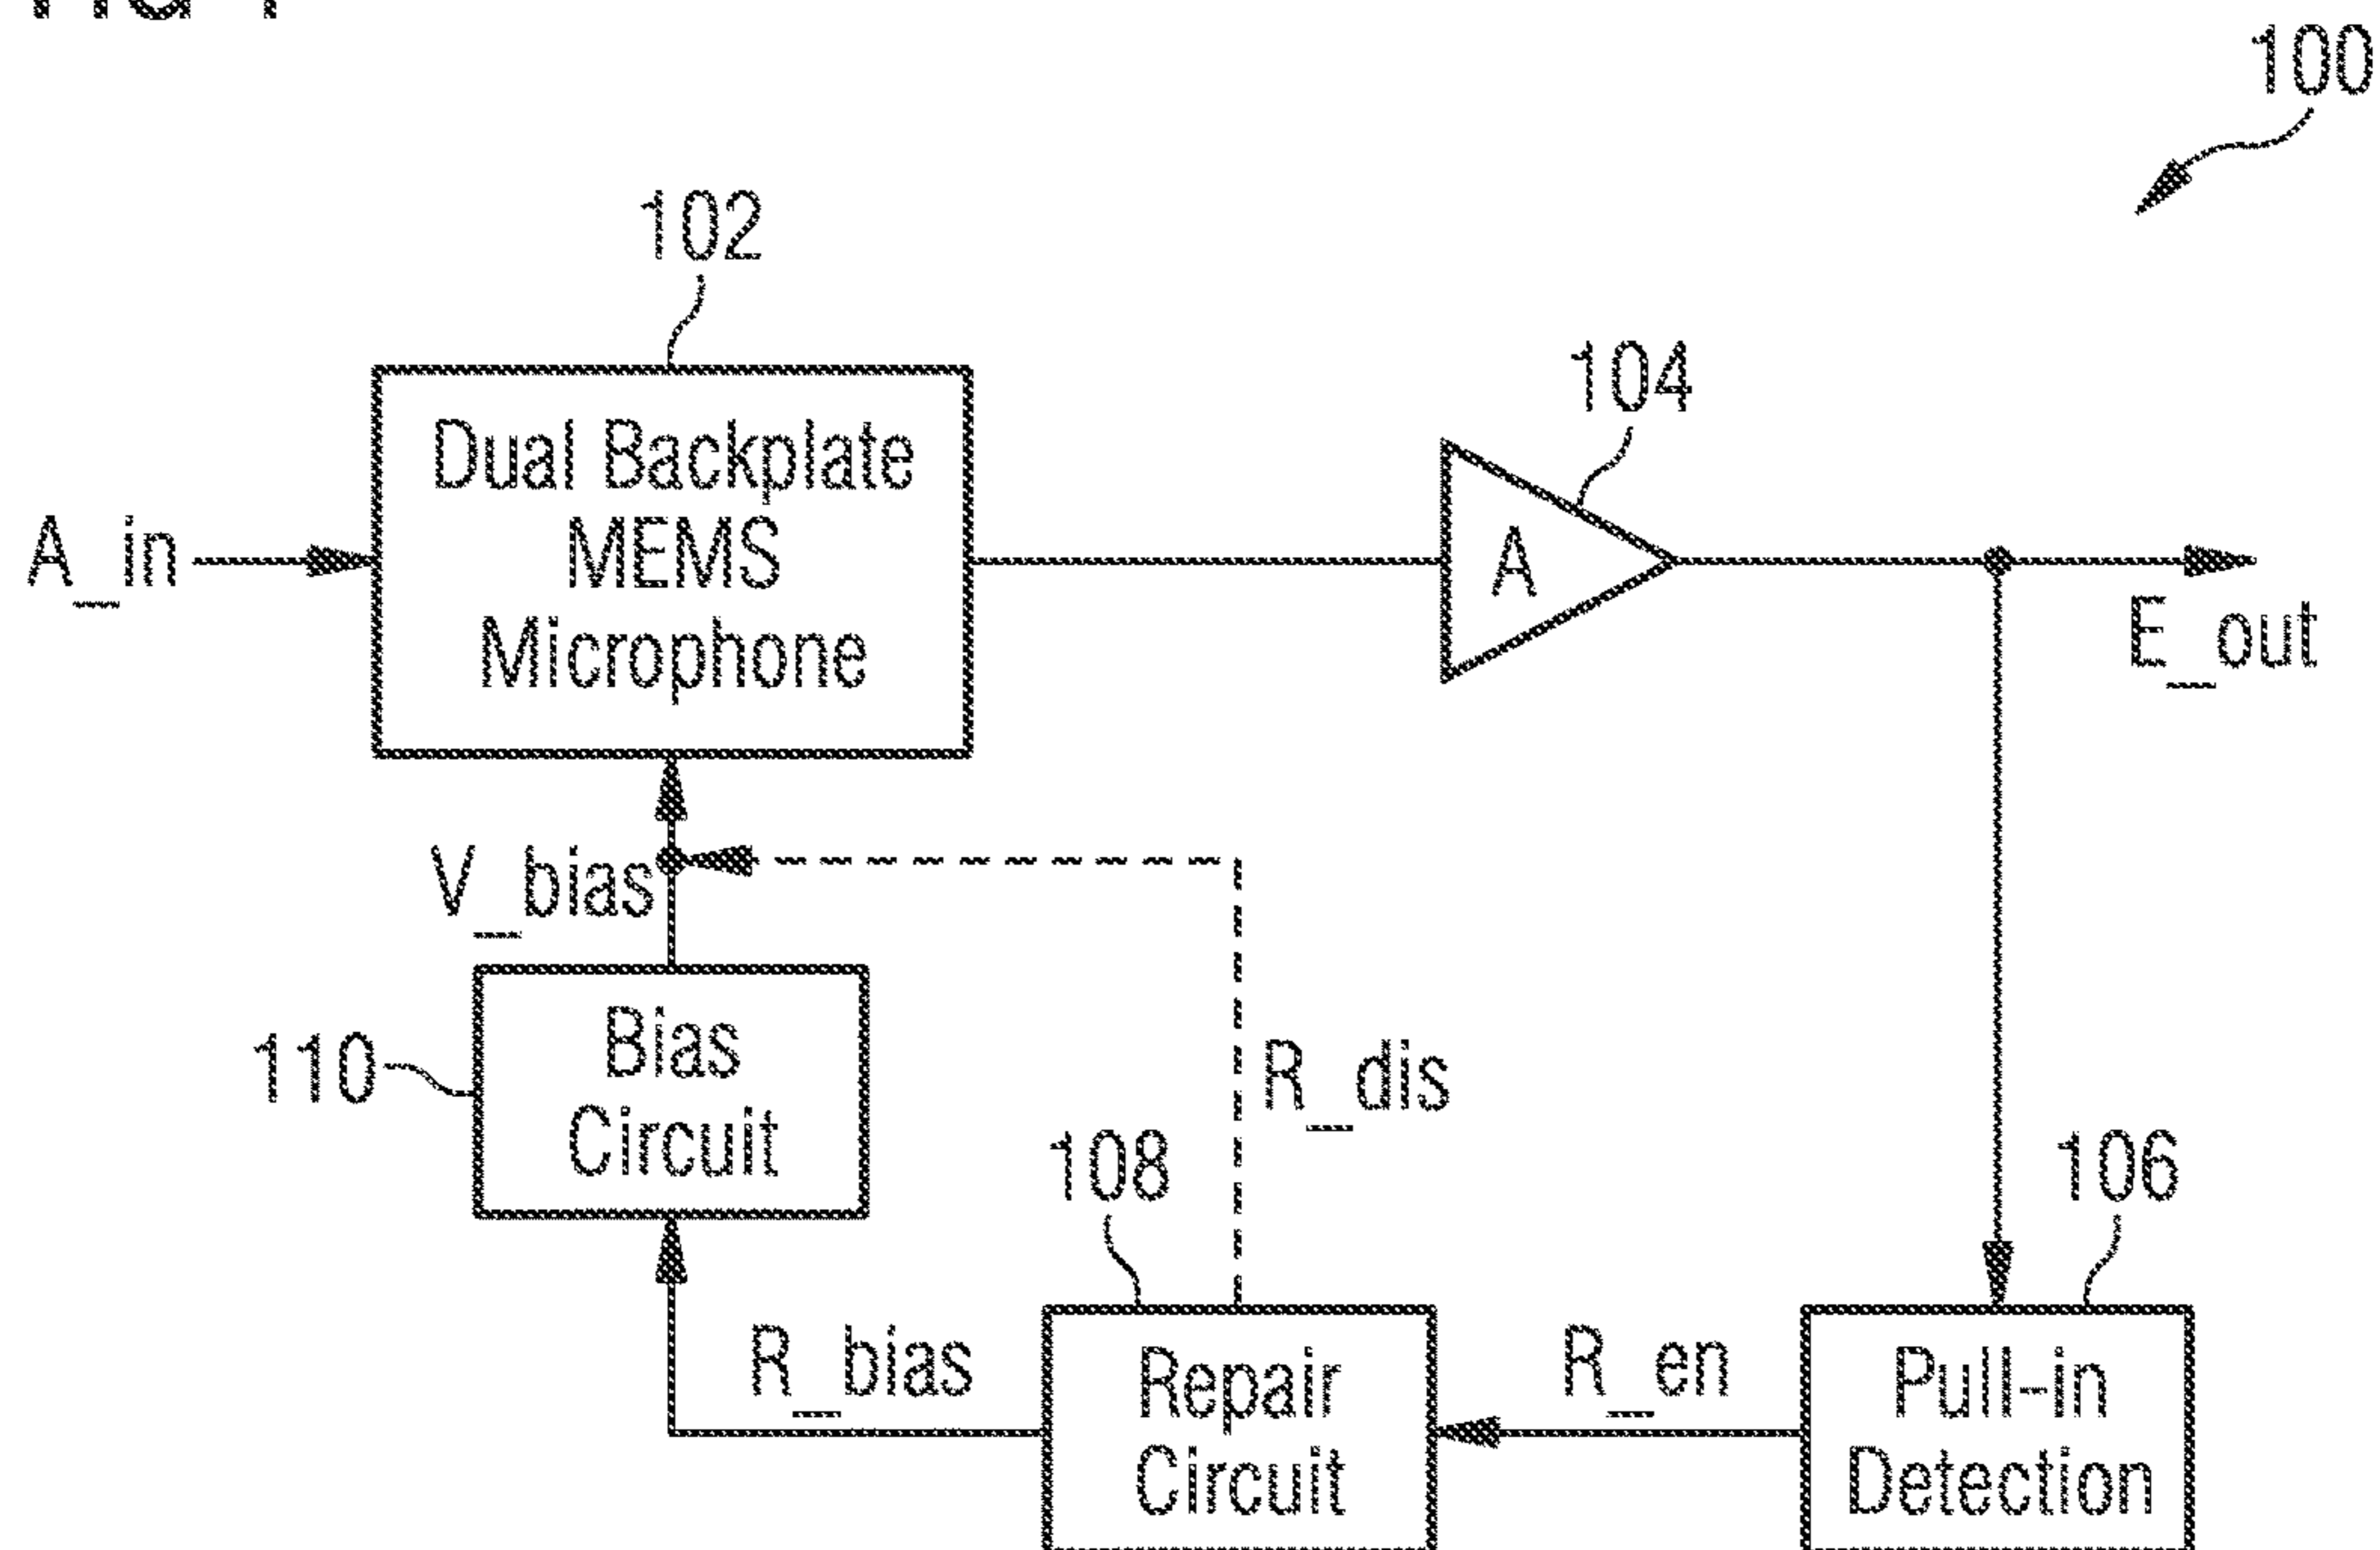 100
102
104
Dual Backplate
MEMS
Microphone
A_in
A
E_out
V_bias
Bias
Circuit
110
R_dis
108
106
R_bias
Repair
Circuit
R_en
Pull-in
Detection